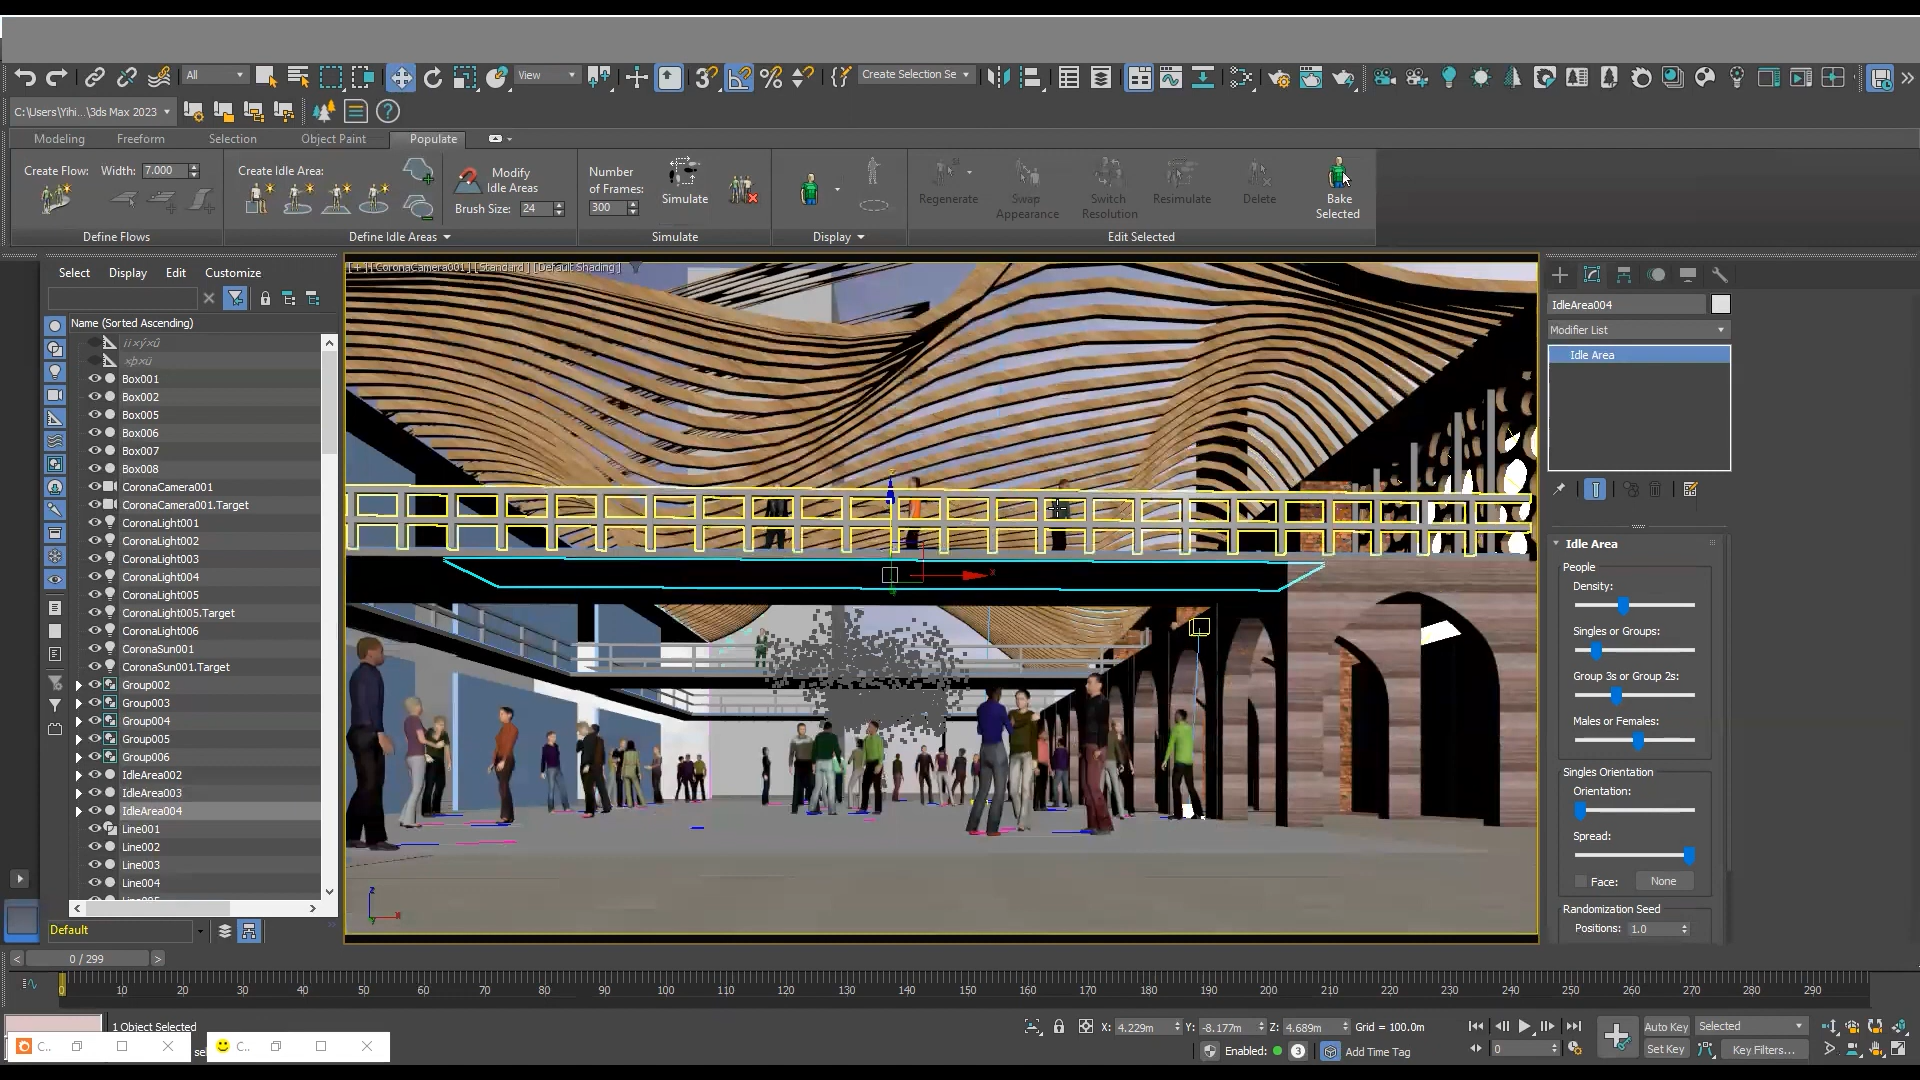 All
View
Create Selection Se
C:\Users\Yihi...\3ds Max 2023
Modeling
Freeform
Selection
Object Paint
Populate
Create Flow:
Width: 7.000
Create Idle Area:
Modify
Idle Areas
Brush Size: 24
Number
of Frames:
300
Simulate
Regenerate
Swap
Appearance
Switch
Resolution
Resimulate
Delete
Bake
Selected
Define Flows
Define Idle Areas
Simulate
Display
Edit Selected
Select
Display
Edit
Customize
[+] [CoronaCamera001] [Standard] [Default Shading]
Name (Sorted Ascending)
Box001
Box002
Box005
Box006
Box007
Box008
CoronaCamera001
CoronaCamera001.Target
CoronaLight001
CoronaLight002
CoronaLight003
CoronaLight004
CoronaLight005
CoronaLight005.Target
CoronaLight006
CoronaSun001
CoronaSun001.Target
Group002
Group003
Group004
Group005
Group006
IdleArea002
IdleArea003
IdleArea004
Line001
Line002
Line003
Line004
Default
IdleArea004
Modifier List
Idle Area
Idle Area
People
Density:
Singles or Groups:
Group 3s or Group 2s:
Males or Females:
Singles Orientation
Orientation:
Spread:
Face:
None
Randomization Seed
Positions: 1.0
0 / 299
0 10 20 30 40 50 60 70 80 90 100 110 120 130 140 150 160 170 180 190 200 210 220 230 240 250 260 270 280 290
1 Object Selected
X: 4.229m
Y: -8.177m
Z: 4.689m
Grid = 100.0m
Enabled:
3
Add Time Tag
0
Auto Key
Selected
Set Key
Key Filters...
C..
C..